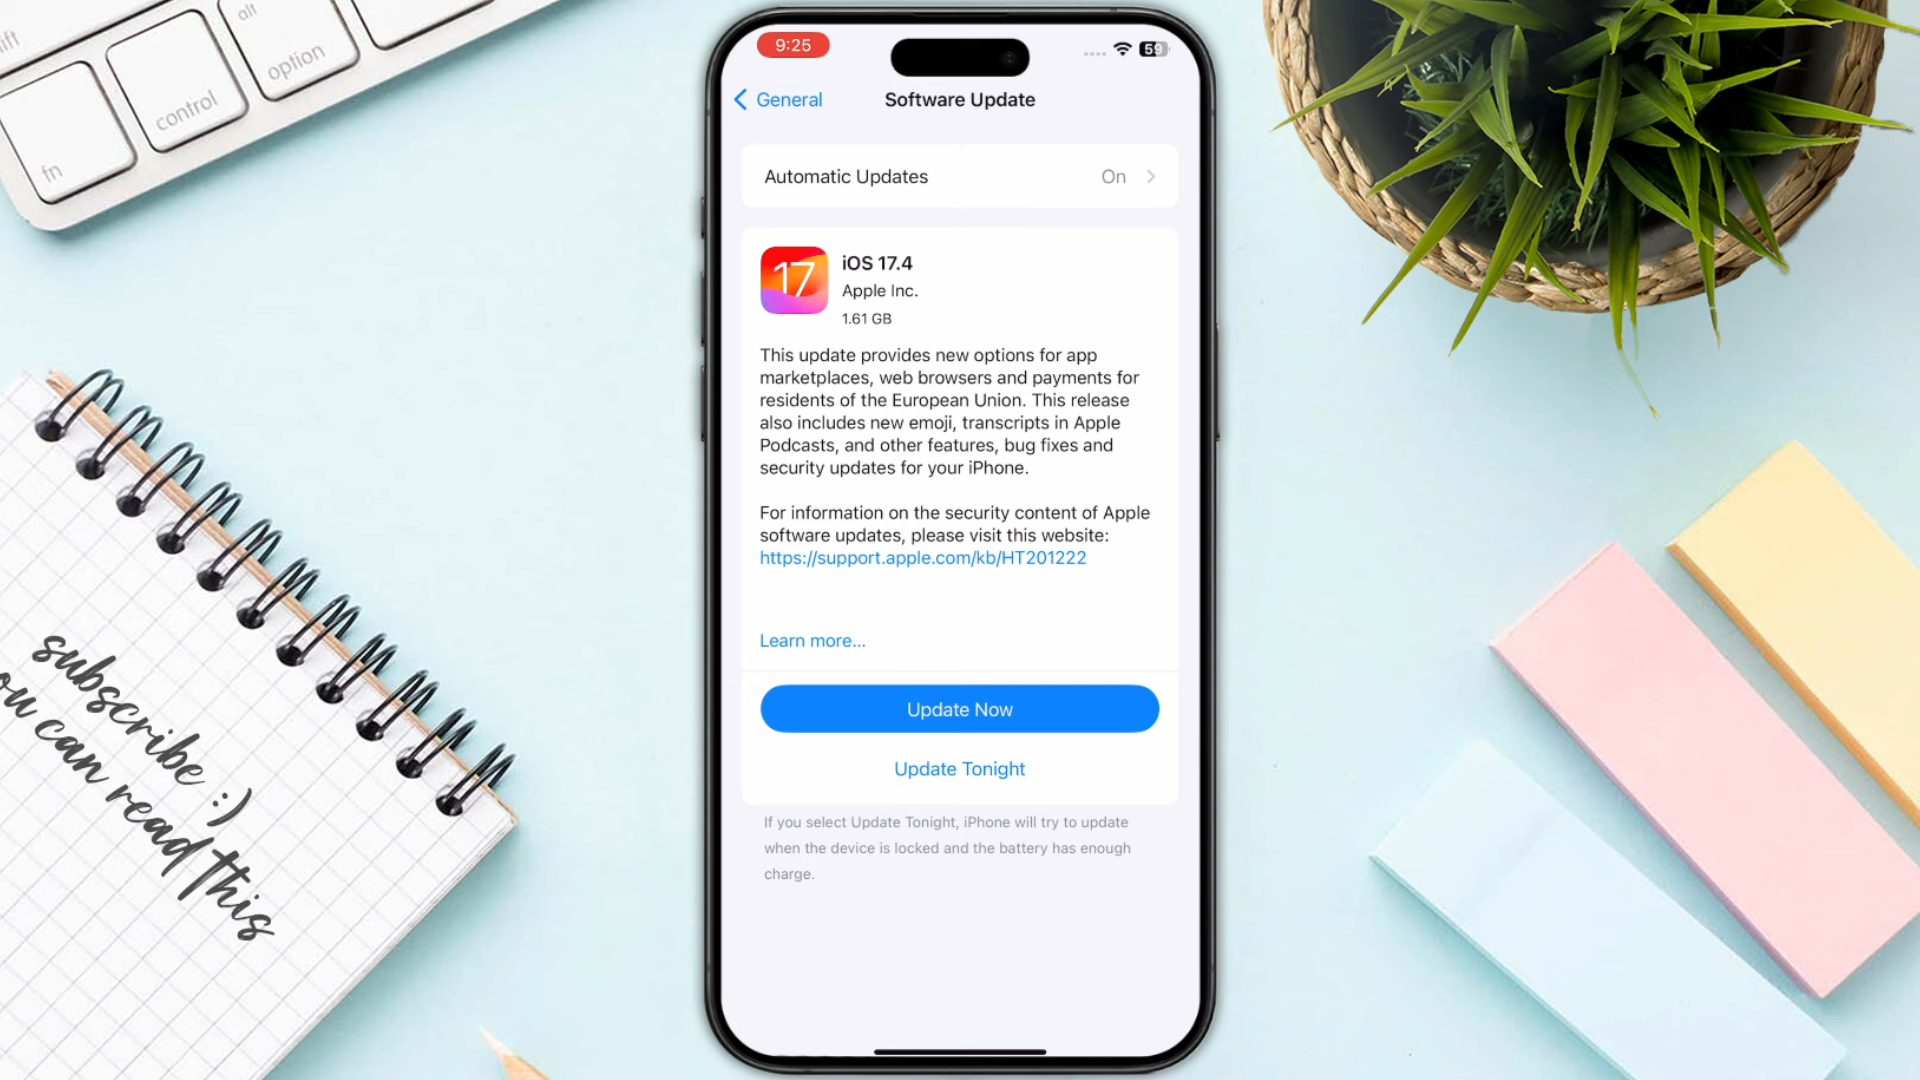 alt
option
control
fn
9:25
59
General
Software Update
Automatic Updates
On
17
iOS 17.4
Apple Inc.
1.61 GB
This update provides new options for app
marketplaces, web browsers and payments for
residents of the European Union. This release
also includes new emoji, transcripts in Apple
Podcasts, and other features, bug fixes and
security updates for your iPhone.
For information on the security content of Apple
software updates, please visit this website:
https://support.apple.com/kb/HT201222
Learn more...
Update Now
Update Tonight
If you select Update Tonight, iPhone will try to update
when the device is locked and the battery has enough
charge.
subscribe :)
can read this